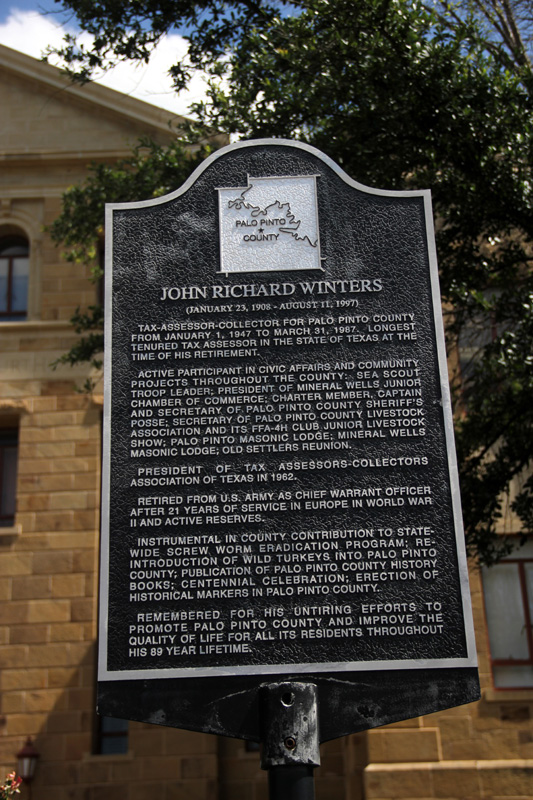 PALO PINTO
COUNTY
JOHN RICHARD WINTERS
(JANUARY 23, 1908 - AUGUST 11, 1997)
TAX-ASSESSOR-COLLECTOR FOR PALO PINTO COUNTY
FROM JANUARY 1, 1947 TO MARCH 31, 1987. LONGEST
TENURED TAX ASSESSOR IN THE STATE OF TEXAS AT THE
TIME OF HIS RETIREMENT.
ACTIVE PARTICIPANT IN CIVIC AFFAIRS AND COMMUNITY
PROJECTS THROUGHOUT THE COUNTY: SEA SCOUT
TROOP LEADER; PRESIDENT OF MINERAL WELLS JUNIOR
CHAMBER OF COMMERCE; CHARTER MEMBER, CAPTAIN
AND SECRETARY OF PALO PINTO COUNTY SHERIFF'S
POSSE; SECRETARY OF PALO PINTO COUNTY LIVESTOCK
ASSOCIATION AND ITS FFA-4H CLUB JUNIOR LIVESTOCK
SHOW; PALO PINTO MASONIC LODGE; MINERAL WELLS
MASONIC LODGE; OLD SETTLERS REUNION.
PRESIDENT OF TAX ASSESSORS-COLLECTORS
ASSOCIATION OF TEXAS IN 1962.
RETIRED FROM U.S. ARMY AS CHIEF WARRANT OFFICER
AFTER 21 YEARS OF SERVICE IN EUROPE IN WORLD WAR
II AND ACTIVE RESERVES.
INSTRUMENTAL IN COUNTY CONTRIBUTION TO STATE-
WIDE SCREW WORM ERADICATION PROGRAM; RE-
INTRODUCTION OF WILD TURKEYS INTO PALO PINTO
COUNTY; PUBLICATION OF PALO PINTO COUNTY HISTORY
BOOKS; CENTENNIAL CELEBRATION; ERECTION OF
HISTORICAL MARKERS IN PALO PINTO COUNTY.
REMEMBERED FOR HIS UNTIRING EFFORTS TO
PROMOTE PALO PINTO COUNTY AND IMPROVE THE
QUALITY OF LIFE FOR ALL ITS RESIDENTS THROUGHOUT
HIS 89 YEAR LIFETIME.